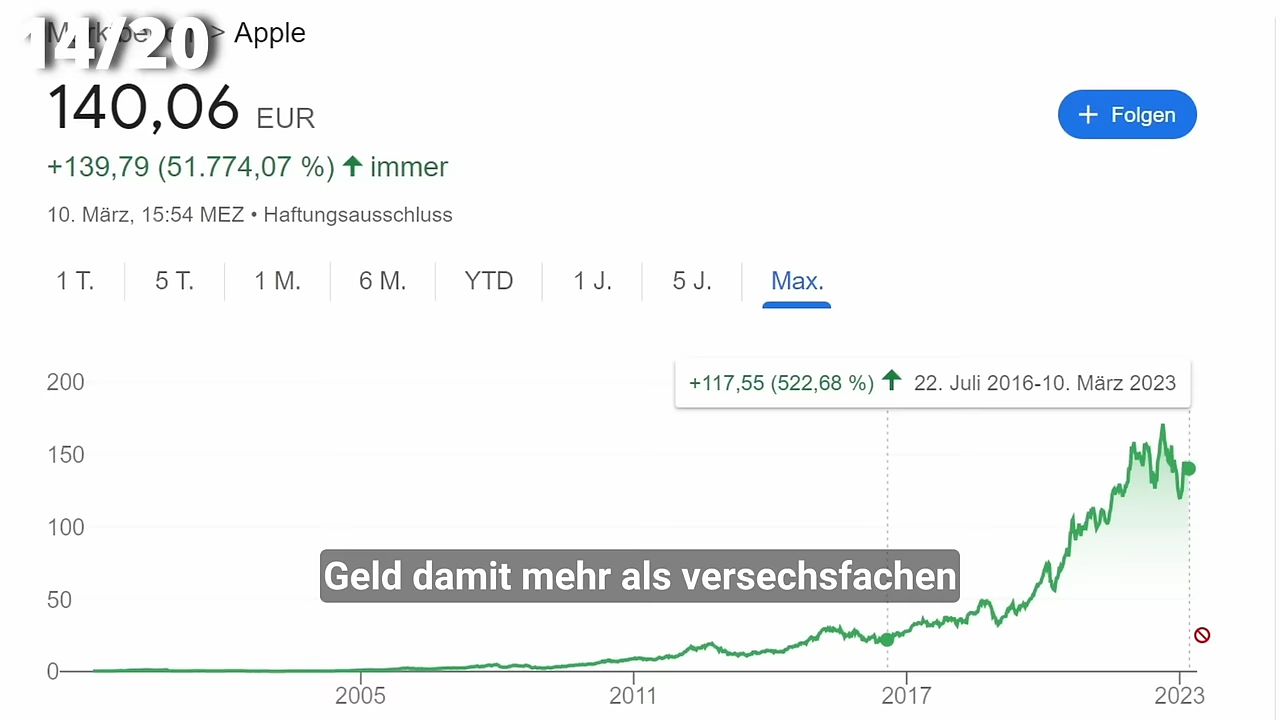 14/20
> Apple
140,06 EUR
+ Folgen
+139,79 (51.774,07 %) ↑ immer
10. März, 15:54 MEZ • Haftungsausschluss
1 T. 5 T. 1 M. 6 M. YTD 1 J. 5 J. Max.
+117,55 (522,68 %) ↑ 22. Juli 2016-10. März 2023
200
150
100
50
0
Geld damit mehr als versechsfachen
2005 2011 2017 2023